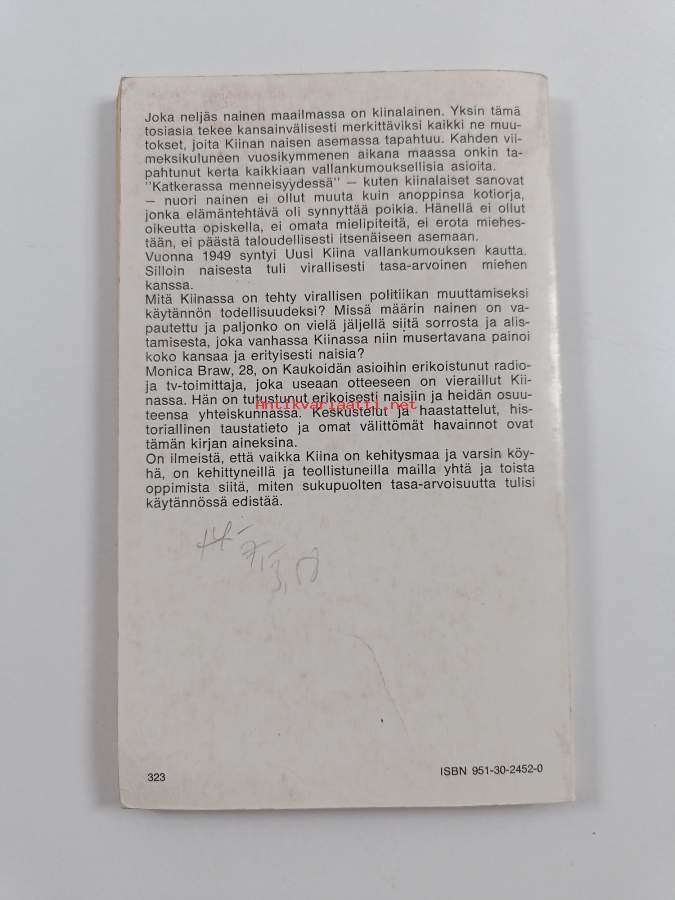 Joka neljäs nainen maailmassa on kiinalainen. Yksin tämä
tosiasia tekee kansainvälisesti merkittäviksi kaikki ne muu-
tokset, joita Kiinan naisen asemassa tapahtuu. Kahden vii-
meksikuluneen vuosikymmenen aikana maassa onkin ta-
pahtunut kerta kaikkiaan vallankumouksellisia asioita.
"Katkerassa menneisyydessä" — kuten kiinalaiset sanovat
— nuori nainen ei ollut muuta kuin anoppinsa kotiorja,
jonka elämäntehtävä oli synnyttää poikia. Hänellä ei ollut
oikeutta opiskella, ei omata mielipiteitä, ei erota miehes-
tään, ei päästä taloudellisesti itsenäiseen asemaan.
Vuonna 1949 syntyi Uusi Kiina vallankumouksen kautta.
Silloin naisesta tuli virallisesti tasa-arvoinen miehen
kanssa.
Mitä Kiinassa on tehty virallisen politiikan muuttamiseksi
käytännön todellisuudeksi? Missä määrin nainen on va-
pautettu ja paljonko on vielä jäljellä siitä sorrosta ja alis-
tamisesta, joka vanhassa Kiinassa niin musertavana painoi
koko kansaa ja erityisesti naisia?
Monica Braw, 28, on Kaukoidän asioihin erikoistunut radio-
ja tv-toimittaja, joka useaan otteeseen on vieraillut Kii-
nassa. Hän on tutustunut erikoisesti naisiin ja heidän osuu-
Antikvariaatti.net
teensa yhteiskunnassa. Keskustelut ja haastattelut, his-
toriallinen taustatieto ja omat välittömät havainnot ovat
tämän kirjan aineksina.
On ilmeistä, että vaikka Kiina on kehitysmaa ja varsin köy-
hä, on kehittyneillä ja teollistuneilla mailla yhtä ja toista
oppimista siitä, miten sukupuolten tasa-arvoisuutta tulisi
käytännössä edistää.
323
ISBN 951-30-2452-0